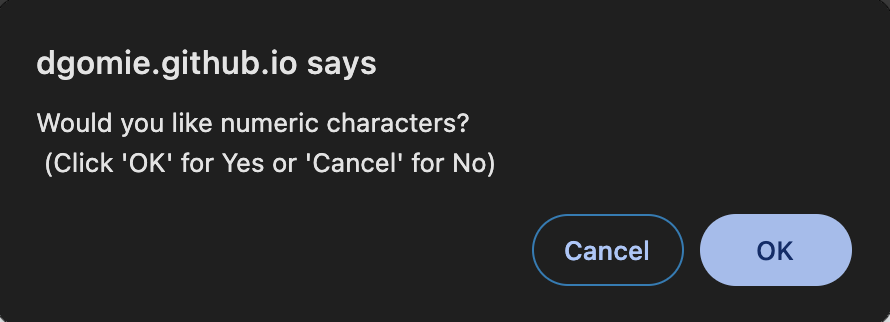 dgomie.github.io says
Would you like numeric characters?
(Click 'OK' for Yes or 'Cancel' for No)
Cancel
OK